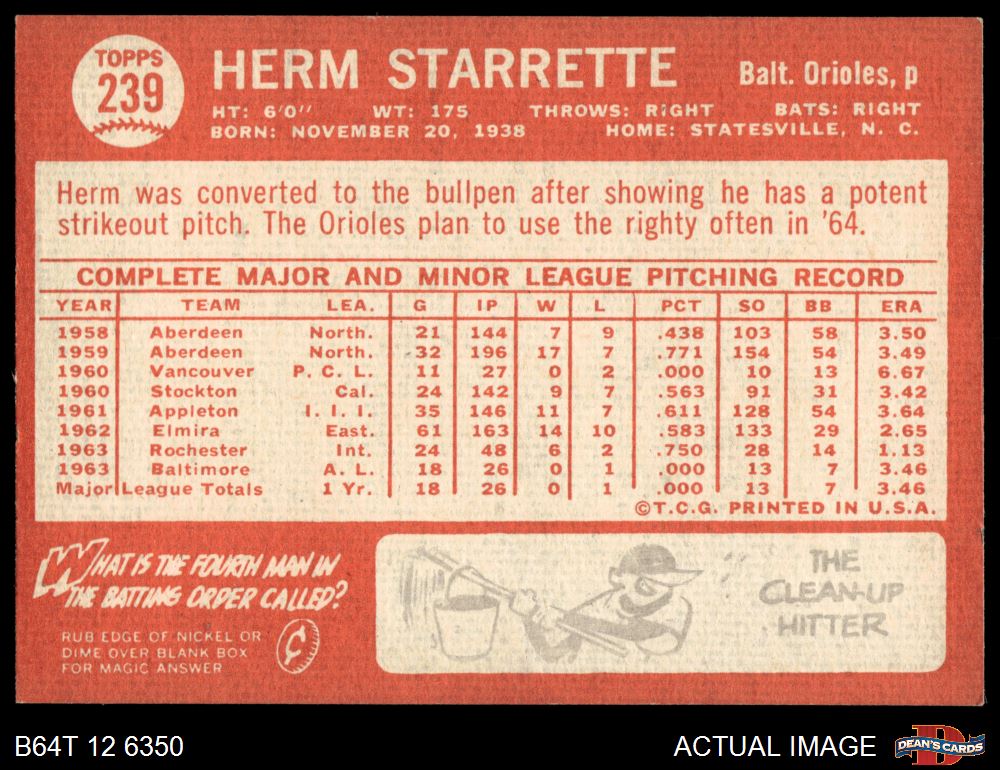 TOPPS
239
HERM STARRETTE
Balt. Orioles, p
HT: 6'0" WT: 175 THROWS: RIGHT BATS: RIGHT
BORN: NOVEMBER 20, 1938 HOME: STATESVILLE, N. C.
Herm was converted to the bullpen after showing he has a potent
strikeout pitch. The Orioles plan to use the righty often in '64.
COMPLETE MAJOR AND MINOR LEAGUE PITCHING RECORD
YEAR TEAM LEA. G IP W L PCT SO BB ERA
1958 Aberdeen North. 21 144 7 9 .438 103 58 3.50
1959 Aberdeen North. 32 196 17 7 .771 154 54 3.49
1960 Vancouver P. C. L. 11 27 0 2 .000 10 13 6.67
1960 Stockton Cal. 24 142 9 7 .563 91 31 3.42
1961 Appleton I. I. I. 35 146 11 7 .611 128 54 3.64
1962 Elmira East. 61 163 14 10 .583 133 29 2.65
1963 Rochester Int. 24 48 6 2 .750 28 14 1.13
1963 Baltimore A. L. 18 26 0 1 .000 13 7 3.46
Major League Totals 1 Yr. 18 26 0 1 .000 13 7 3.46
©T.C.G. PRINTED IN U.S.A.
WHAT IS THE FOURTH MAN IN
THE BATTING ORDER CALLED?
RUB EDGE OF NICKEL OR
DIME OVER BLANK BOX
FOR MAGIC ANSWER
¢
THE
CLEAN-UP
HITTER
B64T 12 6350
ACTUAL IMAGE
D
DEAN'S CARDS